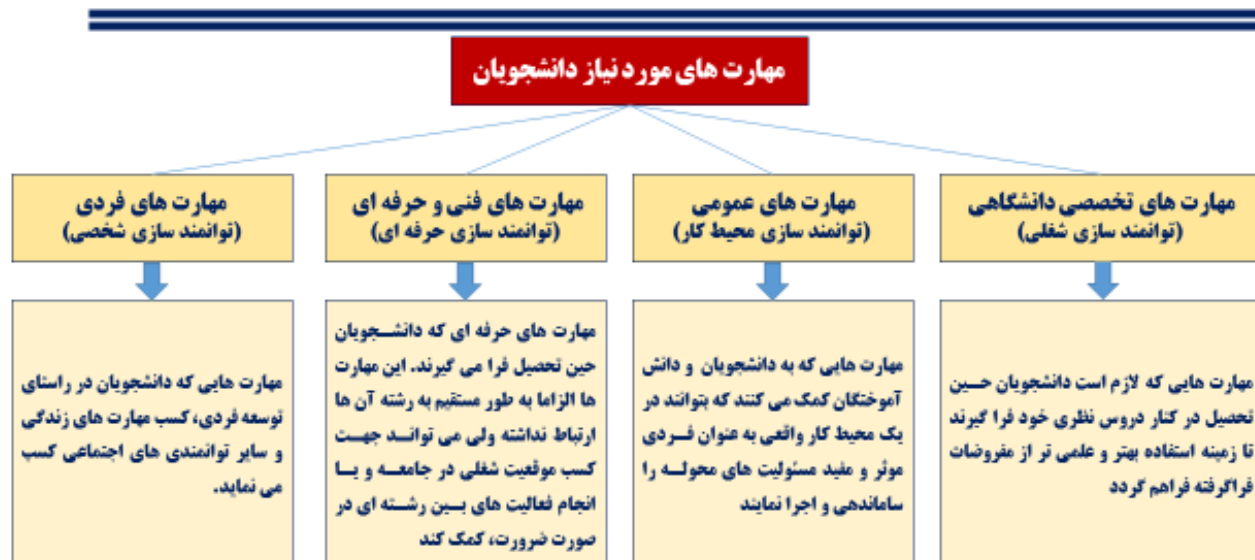 مهارت های مورد نیاز دانشجویان
مهارت های تخصصی دانشگاهی
(توانمند سازی شغلی)
مهارت هایی که لازم است دانشجویان حسین
تحصیل در کنار دروس نظری خود فرا گیرند
تا زمینه استفاده بهتر و علمی تر از مفروضات
فراگرفته فراهم گردد
مهارت های عمومی
(توانمند سازی محیط کار)
مهارت هایی که به دانشجویان و دانش
آموختگان کمک می کنند که بتوانند در
یک محیط کار واقعی به عنوان فردی
موثر و مفید مسئولیت های محوله را
ساماندهی و اجرا نمایند
مهارت های فنی و حرفه ای
(توانمند سازی حرفه ای)
مهارت های حرفه ای که دانشجویان
حین تحصیل فرا می گیرند. این مهارت
ها الزاما به طور مستقیم به رشته آن ها
ارتباط نداشته ولی می تواند جهت
کسب موقعیت شغلی در جامعه و یا
انجام فعالیت های بین رشته ای در
صورت ضرورت، کمک کند
مهارت های فردی
(توانمند سازی شخصی)
مهارت هایی که دانشجویان در راستای
توسعه فردی، کسب مهارت های زندگی
و سایر توانمندی های اجتماعی کسب
می نماید.